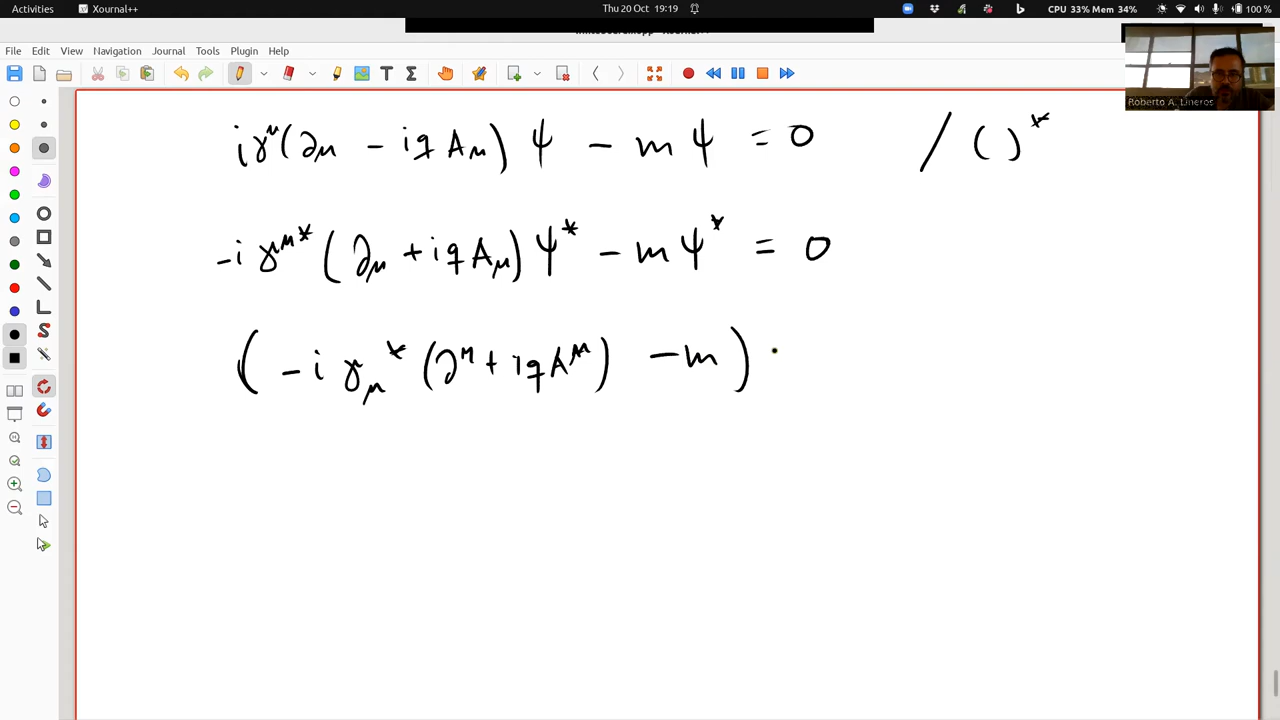 Activities Xournal++ Thu 20 Oct 19:19 CPU 33% Mem 34% 100 %
File Edit View Navigation Journal Tools Plugin Help
Roberto A. Lineros
iγ^μ(∂_μ - iqA_μ)ψ - mψ = 0 / ( )^*
-iγ^μ*(∂_μ + iqA_μ)ψ^* - mψ^* = 0
(-iγ_μ^*(∂^μ + iqA^μ) - m)